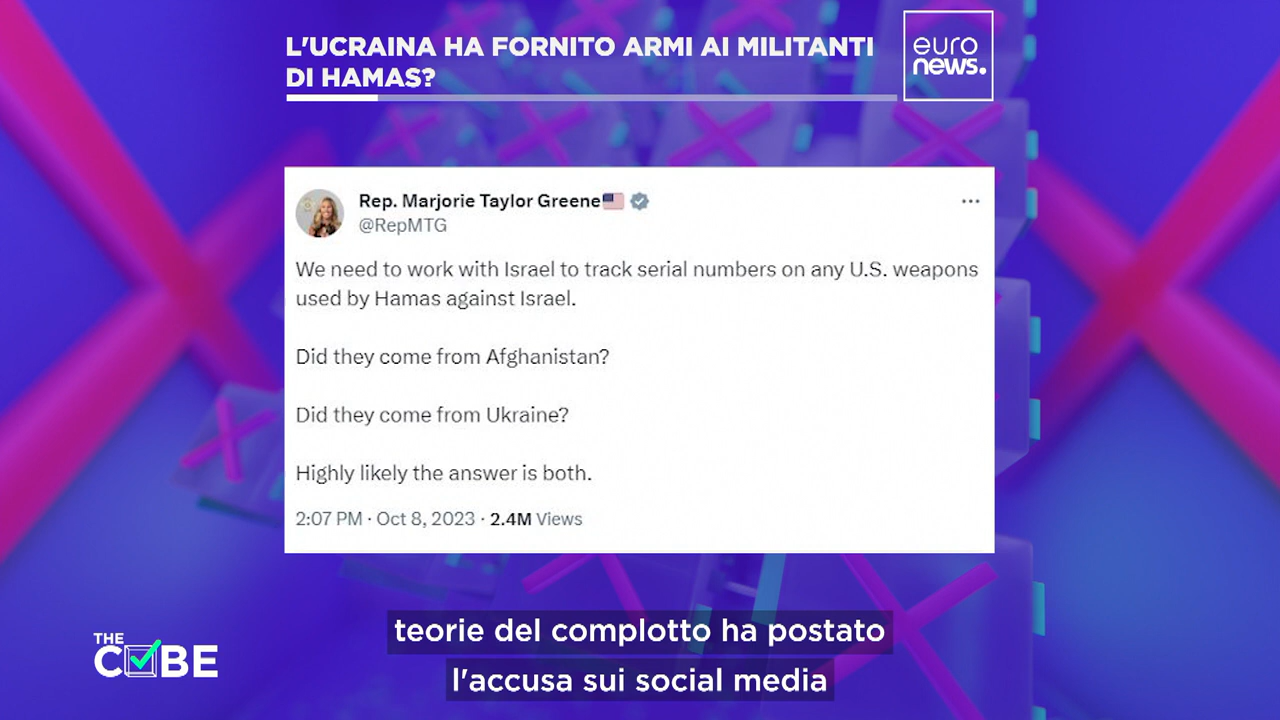 L'UCRAINA HA FORNITO ARMI AI MILITANTI
DI HAMAS?
euro
news.
Rep. Marjorie Taylor Greene
@RepMTG
We need to work with Israel to track serial numbers on any U.S. weapons
used by Hamas against Israel.
Did they come from Afghanistan?
Did they come from Ukraine?
Highly likely the answer is both.
2:07 PM · Oct 8, 2023 · 2.4M Views
THE
CUBE
teorie del complotto ha postato
l'accusa sui social media